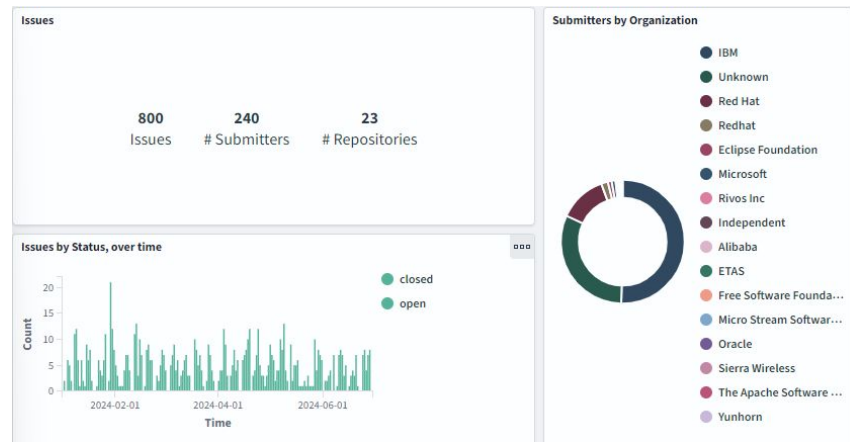 Issues
800 240 23
Issues # Submitters # Repositories
Issues by Status, over time
closed
open
Count
20
15
10
5
0
2024-02-01 2024-04-01 2024-06-01
Time
Submitters by Organization
IBM
Unknown
Red Hat
Redhat
Eclipse Foundation
Microsoft
Rivos Inc
Independent
Alibaba
ETAS
Free Software Founda...
Micro Stream Softwar...
Oracle
Sierra Wireless
The Apache Software ...
Yunhorn